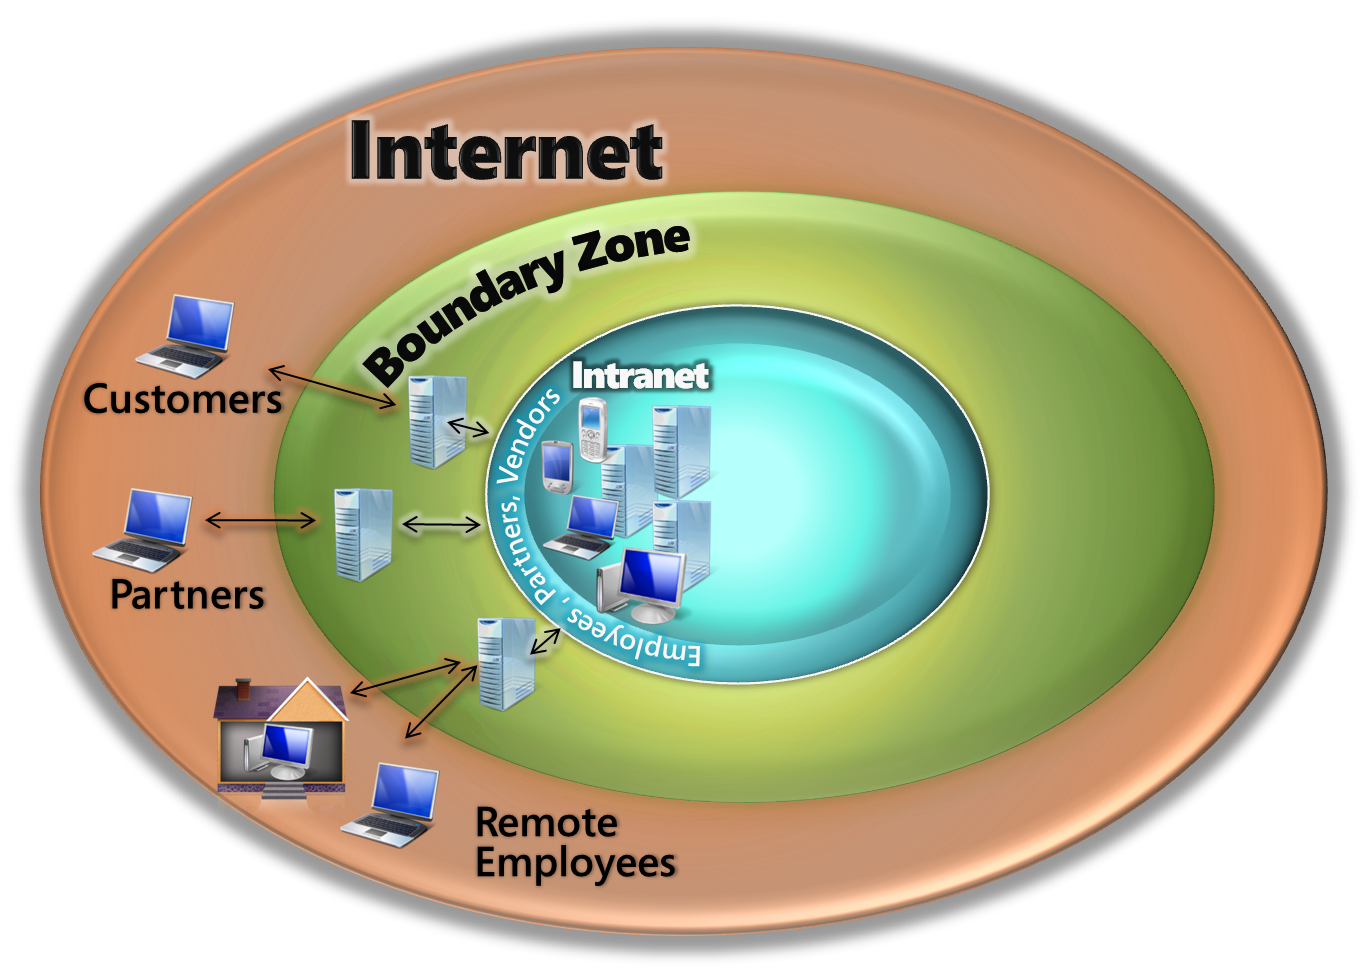 Internet
Boundary Zone
Intranet
Customers
Employees, Partners, Vendors
Partners
Remote
Employees